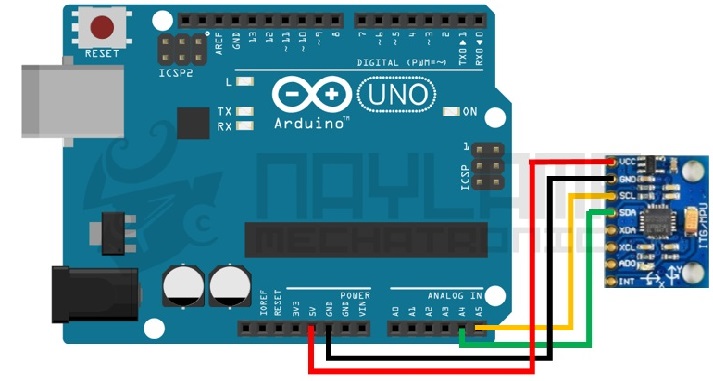 RESET
ICSP2
AREF
GND
13
12
~11
~10
~9
8
7
~6
~5
4
~3
2
TX0▶1
RX0◀0
DIGITAL (PWM=~)
L
TX
RX
UNO
Arduino™
ON
1
ICSP
NAYLAMP
MECHATRONICS
VCC
GND
SCL
SDA
XDA
XCL
AD0
INT
ITG/MPU
X
Y
POWER
ANALOG IN
IOREF
RESET
3V3
5V
GND
GND
VIN
A0
A1
A2
A3
A4
A5